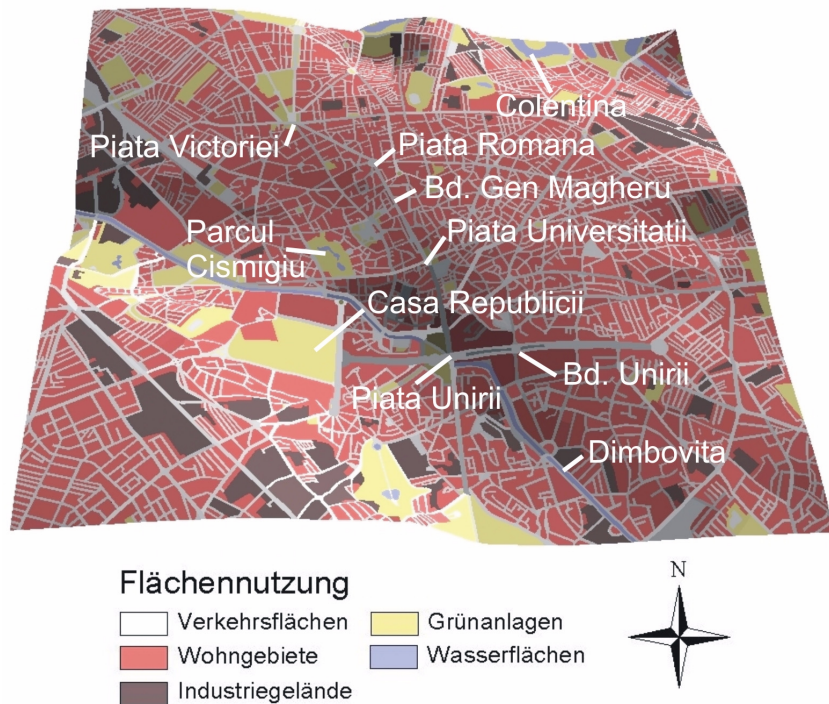 Colentina
Piata Victoriei
Piata Romana
Bd. Gen Magheru
Parcul
Cismigiu
Piata Universitatii
Casa Republicii
Bd. Unirii
Piata Unirii
Dimbovita
Flächennutzung
Verkehrsflächen
Grünanlagen
Wohngebiete
Wasserflächen
Industriegelände
N